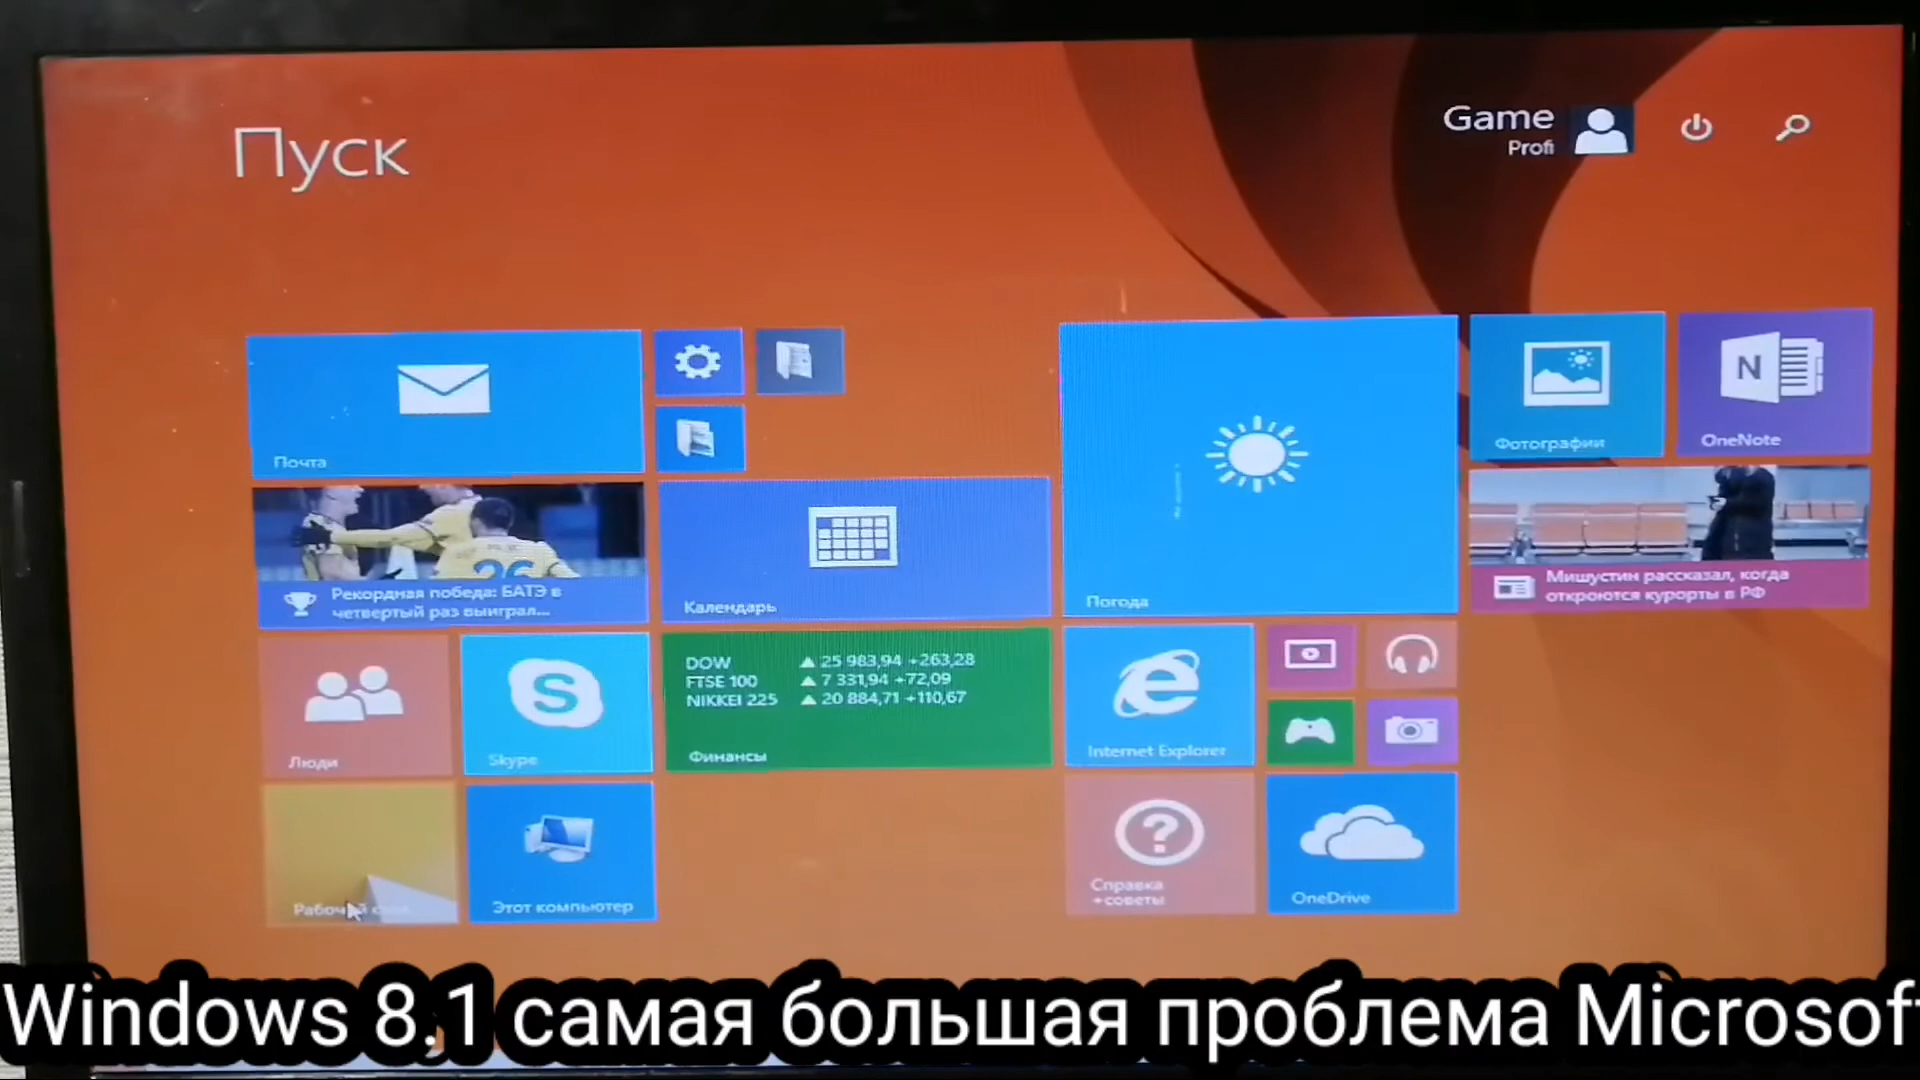 Пуск
Game
Profi
Почта
Рекордная победа: БАТЭ в
четвертый раз выиграл...
Календарь
Погода
Фотографии
OneNote
Мишустин рассказал, когда
откроются курорты в РФ
Люди
Skype
DOW ▲ 25 983,94 +263,28
FTSE 100 ▲ 7 331,94 +72,09
NIKKEI 225 ▲ 20 884,71 +110,67
Финансы
Internet Explorer
Этот компьютер
Справка
+советы
OneDrive
Windows 8.1 самая большая проблема Microsof